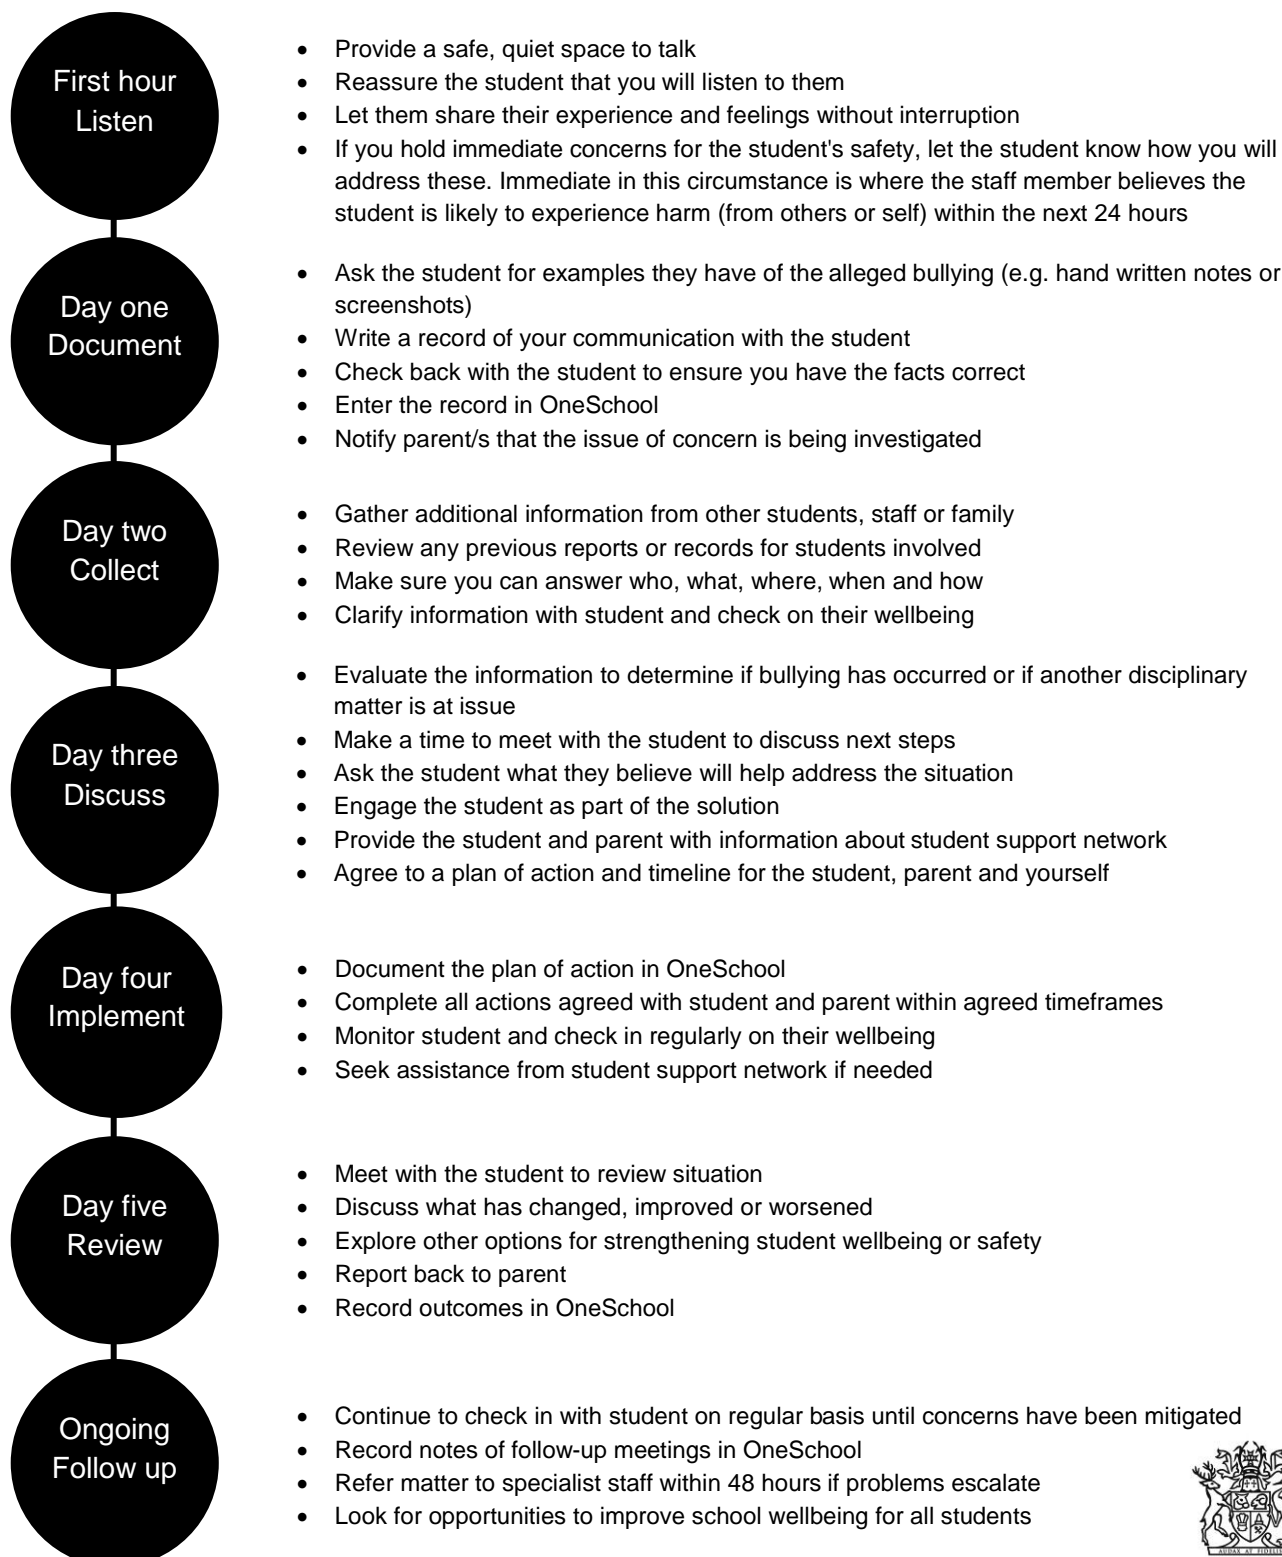 First hour
Listen
• Provide a safe, quiet space to talk
• Reassure the student that you will listen to them
• Let them share their experience and feelings without interruption
• If you hold immediate concerns for the student's safety, let the student know how you will
address these. Immediate in this circumstance is where the staff member believes the
student is likely to experience harm (from others or self) within the next 24 hours
Day one
Document
• Ask the student for examples they have of the alleged bullying (e.g. hand written notes or
screenshots)
• Write a record of your communication with the student
• Check back with the student to ensure you have the facts correct
• Enter the record in OneSchool
• Notify parent/s that the issue of concern is being investigated
Day two
Collect
• Gather additional information from other students, staff or family
• Review any previous reports or records for students involved
• Make sure you can answer who, what, where, when and how
• Clarify information with student and check on their wellbeing
Day three
Discuss
• Evaluate the information to determine if bullying has occurred or if another disciplinary
matter is at issue
• Make a time to meet with the student to discuss next steps
• Ask the student what they believe will help address the situation
• Engage the student as part of the solution
• Provide the student and parent with information about student support network
• Agree to a plan of action and timeline for the student, parent and yourself
Day four
Implement
• Document the plan of action in OneSchool
• Complete all actions agreed with student and parent within agreed timeframes
• Monitor student and check in regularly on their wellbeing
• Seek assistance from student support network if needed
Day five
Review
• Meet with the student to review situation
• Discuss what has changed, improved or worsened
• Explore other options for strengthening student wellbeing or safety
• Report back to parent
• Record outcomes in OneSchool
Ongoing
Follow up
• Continue to check in with student on regular basis until concerns have been mitigated
• Record notes of follow-up meetings in OneSchool
• Refer matter to specialist staff within 48 hours if problems escalate
• Look for opportunities to improve school wellbeing for all students
AUDAX AT